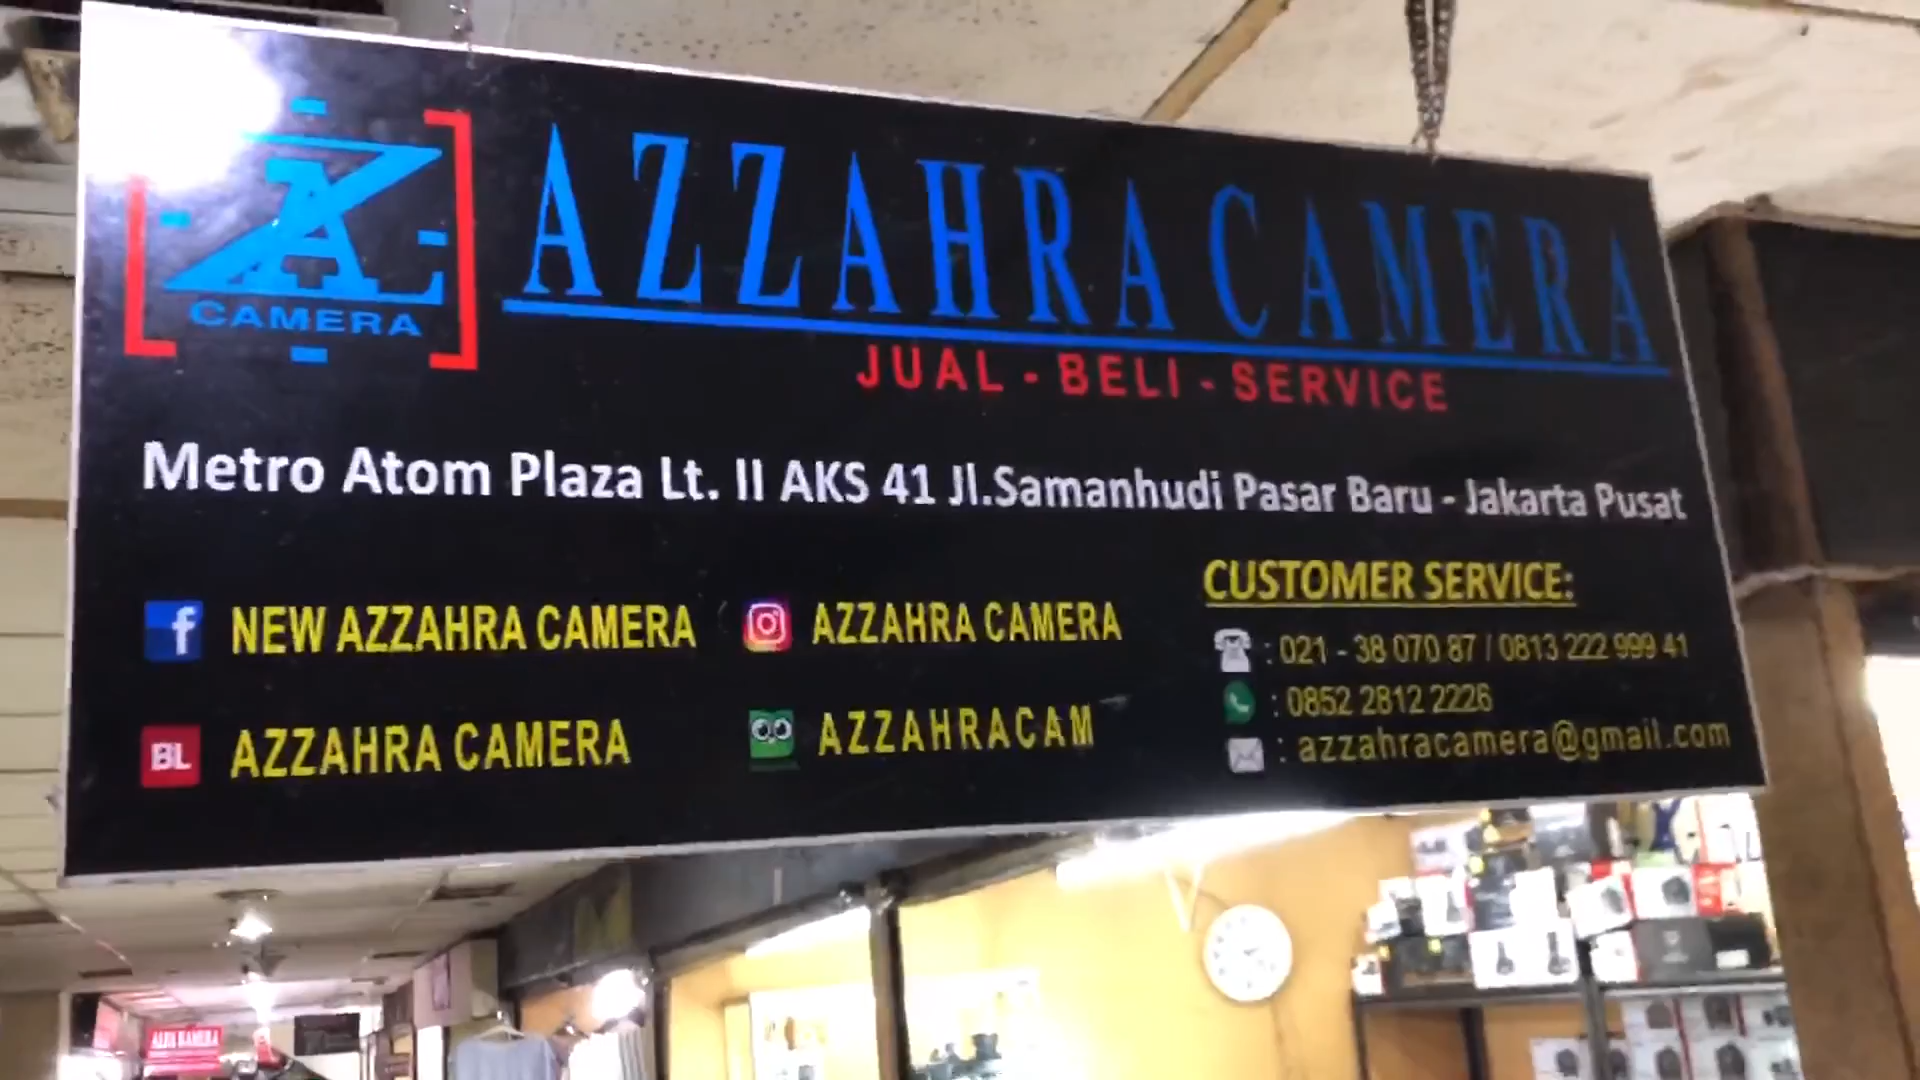 AZ
CAMERA
AZZAHRA CAMERA
JUAL - BELI - SERVICE
Metro Atom Plaza Lt. II AKS 41 Jl.Samanhudi Pasar Baru - Jakarta Pusat
NEW AZZAHRA CAMERA
AZZAHRA CAMERA
BL AZZAHRA CAMERA
AZZAHRACAM
CUSTOMER SERVICE:
: 021 - 38 070 87 / 0813 222 999 41
: 0852 2812 2226
: azzahracamera@gmail.com